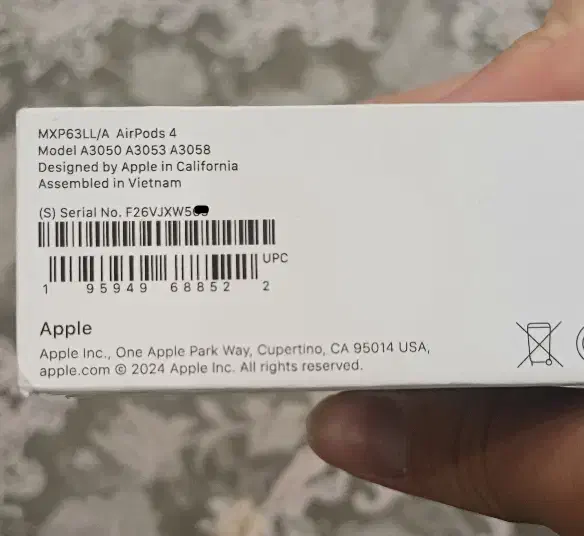 MXP63LL/A AirPods 4
Model A3050 A3053 A3058
Designed by Apple in California
Assembled in Vietnam
(S) Serial No.
UPC
1 95949 68852 2
Apple
Apple Inc., One Apple Park Way, Cupertino, CA 95014 USA,
apple.com © 2024 Apple Inc. All rights reserved.